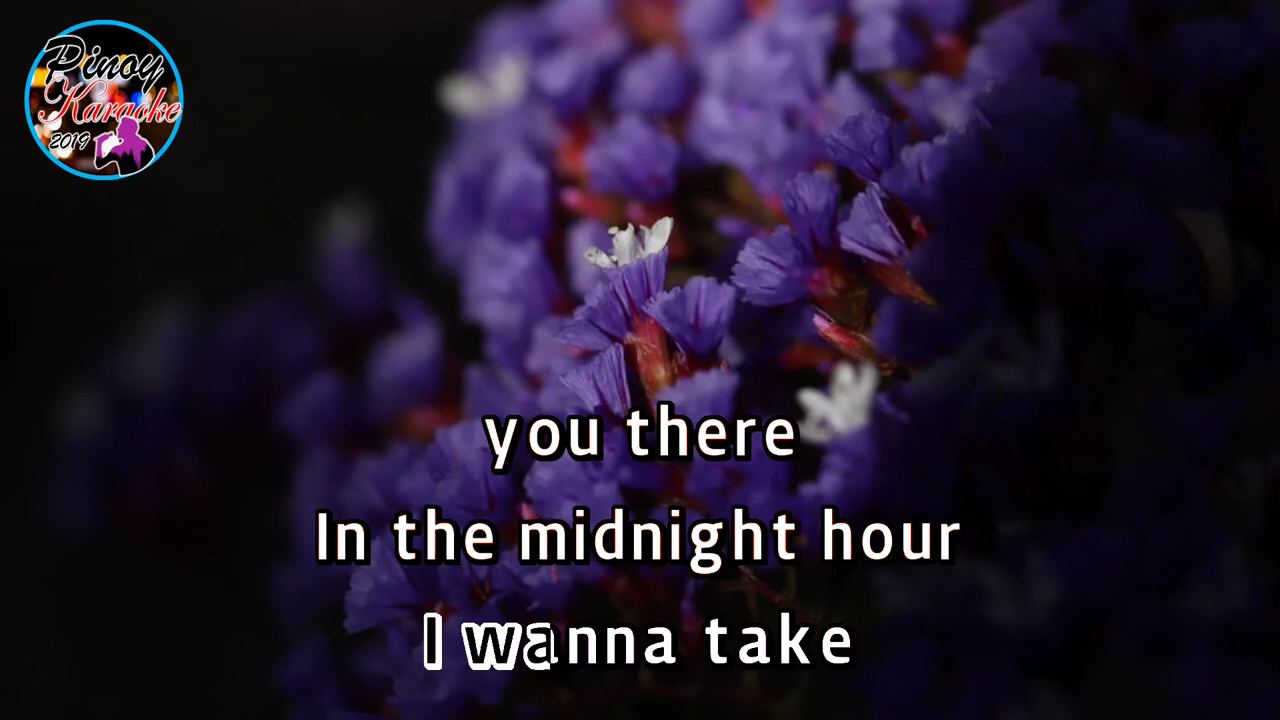 Pinoy
Karaoke
2019
you there
In the midnight hour
I wanna take